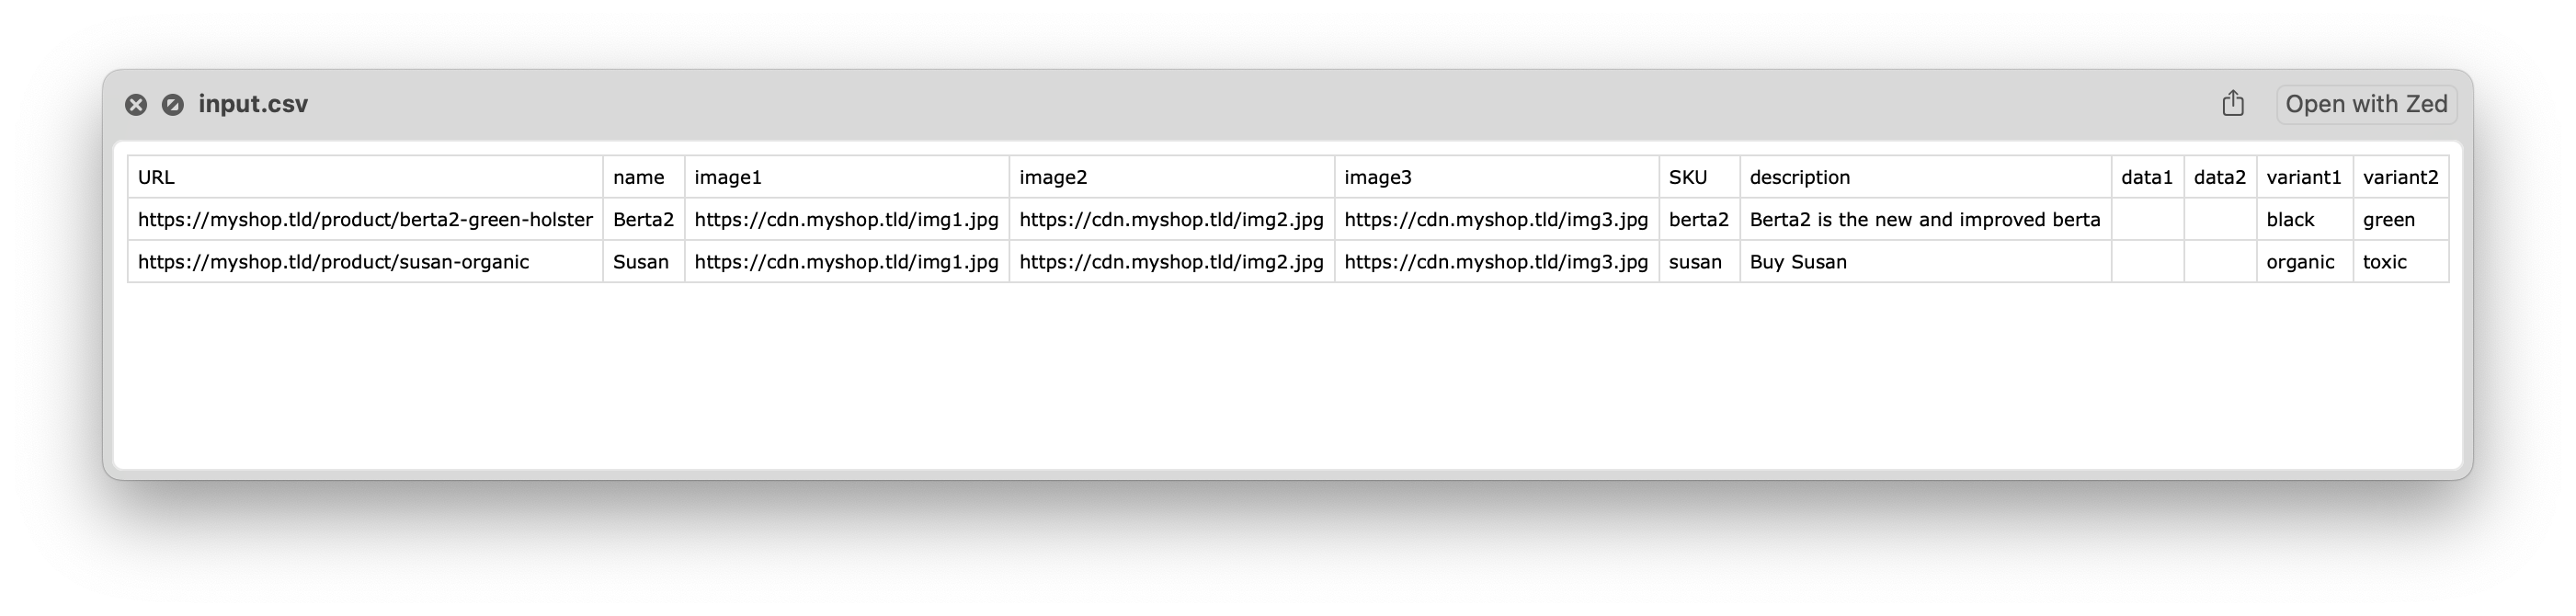 input.csv Open with Zed
URL name image1 image2 image3 SKU description data1 data2 variant1 variant2
https://myshop.tld/product/berta2-green-holster Berta2 https://cdn.myshop.tld/img1.jpg https://cdn.myshop.tld/img2.jpg https://cdn.myshop.tld/img3.jpg berta2 Berta2 is the new and improved berta black green
https://myshop.tld/product/susan-organic Susan https://cdn.myshop.tld/img1.jpg https://cdn.myshop.tld/img2.jpg https://cdn.myshop.tld/img3.jpg susan Buy Susan organic toxic